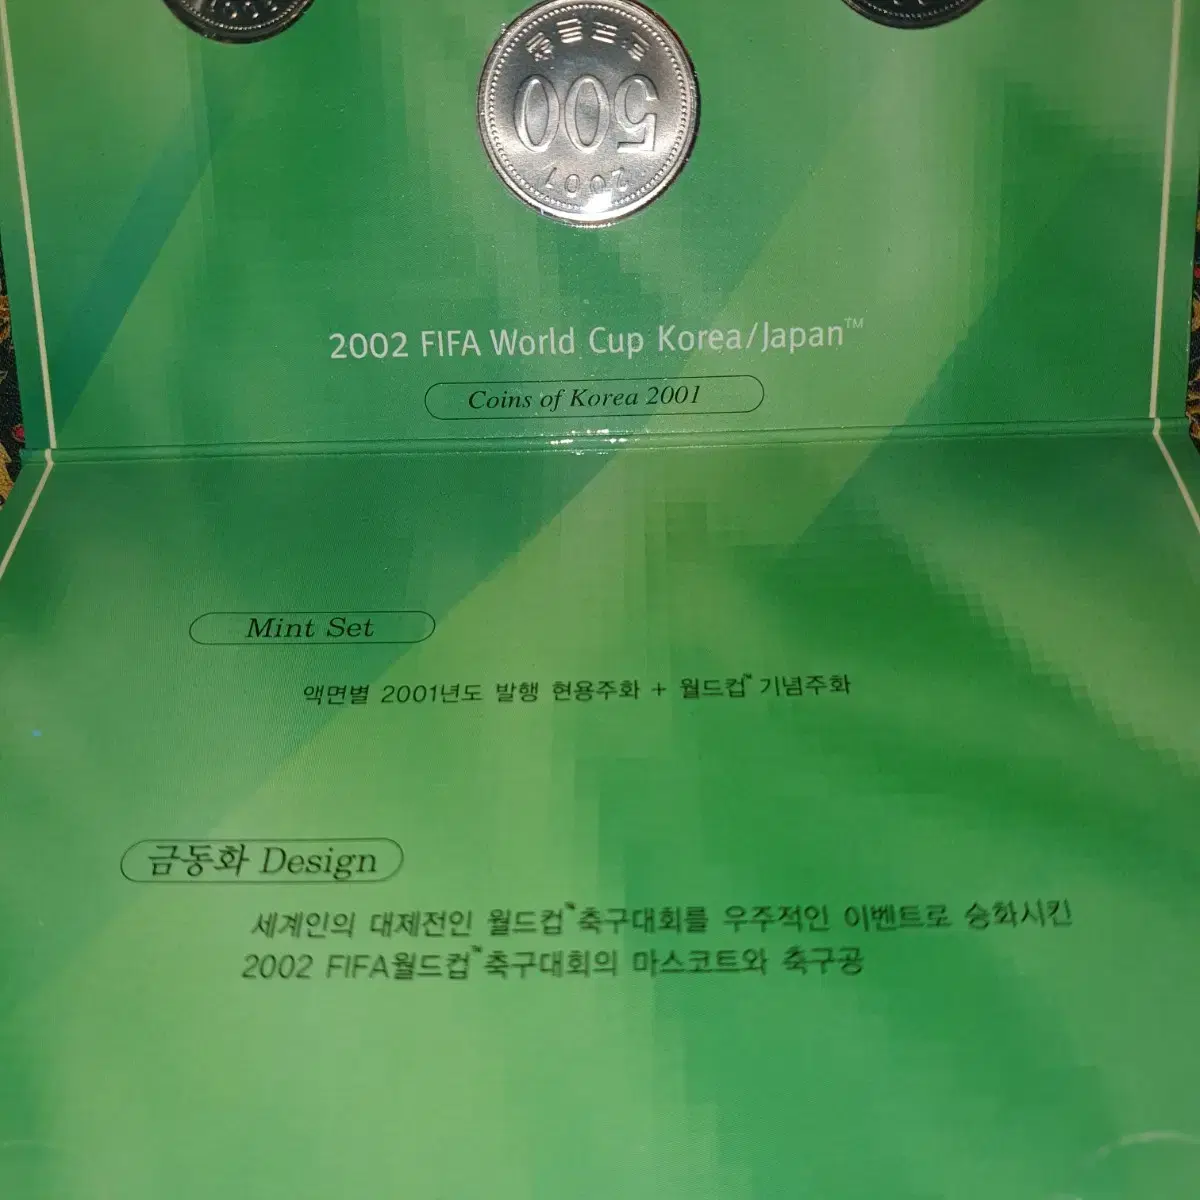 한국은행
500
2001
2002 FIFA World Cup Korea/Japan™
Coins of Korea 2001
Mint Set
액면별 2001년도 발행 현용주화 + 월드컵™ 기념주화
금동화 Design
세계인의 대제전인 월드컵™축구대회를 우주적인 이벤트로 승화시킨
2002 FIFA월드컵™축구대회의 마스코트와 축구공